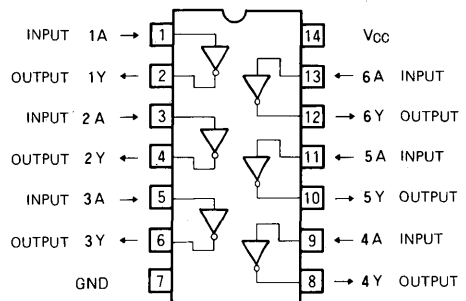 INPUT 1A → 1
OUTPUT 1Y ← 2
INPUT 2A → 3
OUTPUT 2Y ← 4
INPUT 3A → 5
OUTPUT 3Y ← 6
GND 7
14 VCC
13 ← 6A INPUT
12 → 6Y OUTPUT
11 ← 5A INPUT
10 → 5Y OUTPUT
9 ← 4A INPUT
8 → 4Y OUTPUT